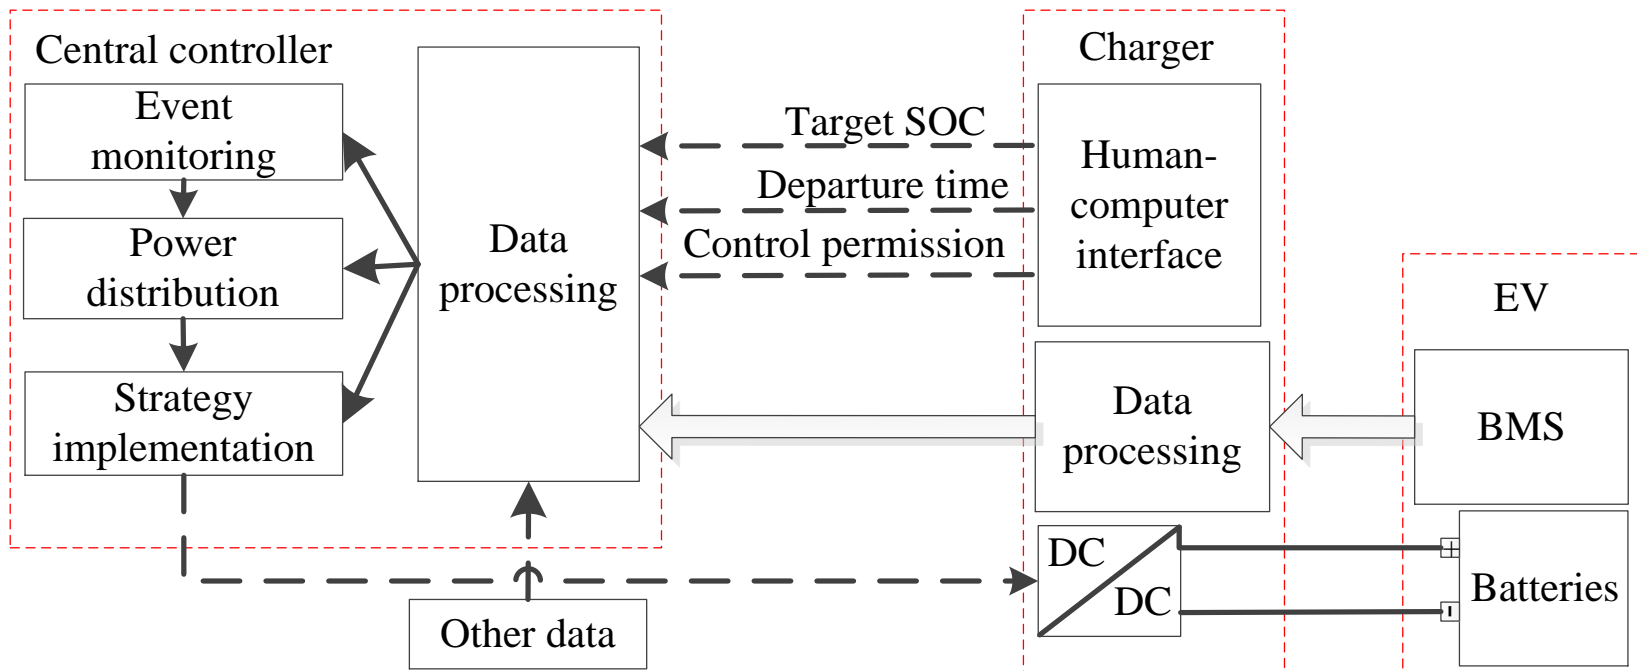 Central controller
Event
monitoring
Power
distribution
Strategy
implementation
Data
processing
Target SOC
Departure time
Control permission
Charger
Human-
computer
interface
Data
processing
EV
BMS
DC
DC
+
-
Batteries
Other data